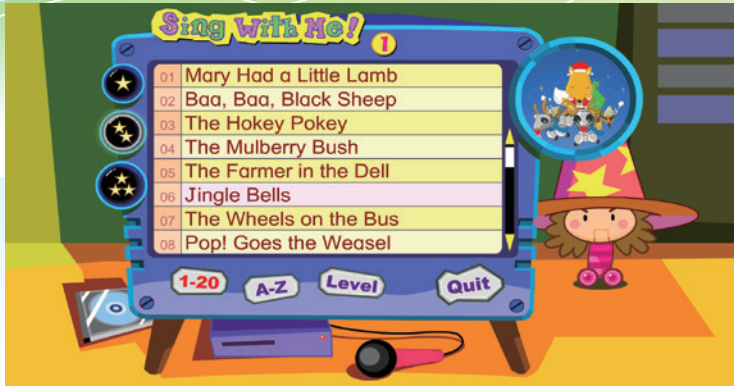 Sing With Me!
1
01 Mary Had a Little Lamb
02 Baa, Baa, Black Sheep
03 The Hokey Pokey
04 The Mulberry Bush
05 The Farmer in the Dell
06 Jingle Bells
07 The Wheels on the Bus
08 Pop! Goes the Weasel
1-20 A-Z Level Quit